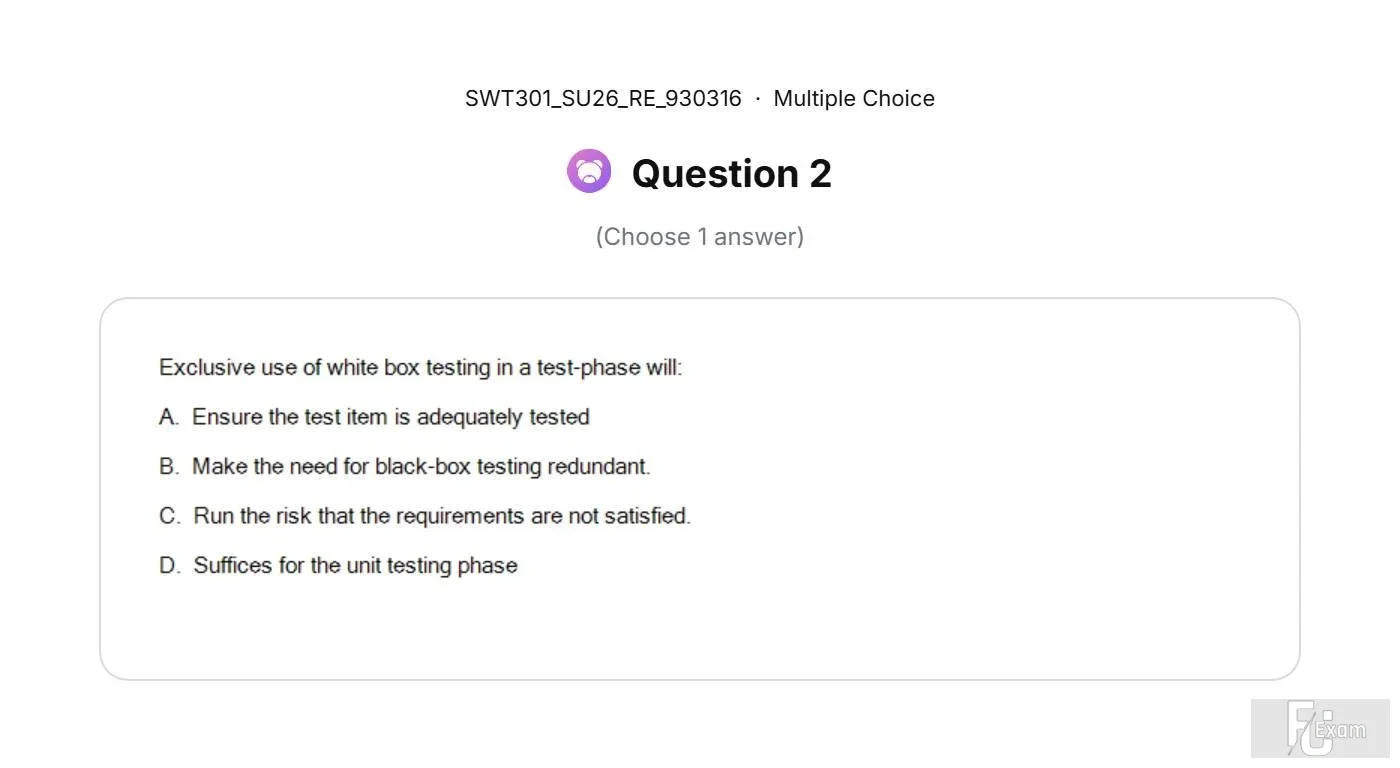 SWT301_SU26_RE_930316 · Multiple Choice
Question 2
(Choose 1 answer)
Exclusive use of white box testing in a test-phase will:
A. Ensure the test item is adequately tested
B. Make the need for black-box testing redundant.
C. Run the risk that the requirements are not satisfied.
D. Suffices for the unit testing phase
FU Exam